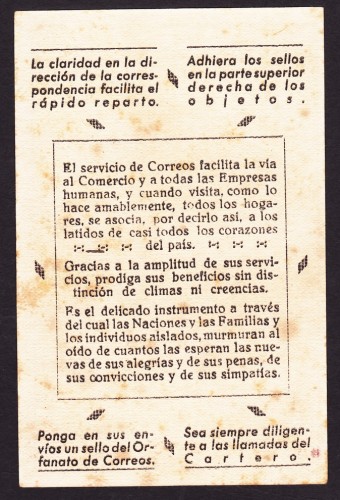 La claridad en la di-
rección de la corres-
pondencia facilita el
rápido reparto.
Adhiera los sellos
en la parte superior
derecha de los
objetos.
El servicio de Correos facilita la vía
al Comercio y a todas las Empresas
humanas, y cuando visita, como lo
hace amablemente, todos los hoga-
res, se asocia, por decirlo así, a los
latidos de casi todos los corazones
del país.
Gracias a la amplitud de sus servi-
cios, prodiga sus beneficios sin dis-
tinción de climas ni creencias.
Es el delicado instrumento a través
del cual las Naciones y las Familias y
los individuos aislados, murmuran al
oído de cuantos las esperan las nue-
vas de sus alegrías y de sus penas, de
sus convicciones y de sus simpatías.
Ponga en sus en-
víos un sello del Or-
fanato de Correos.
Sea siempre diligen-
te a las llamadas del
Cartero.